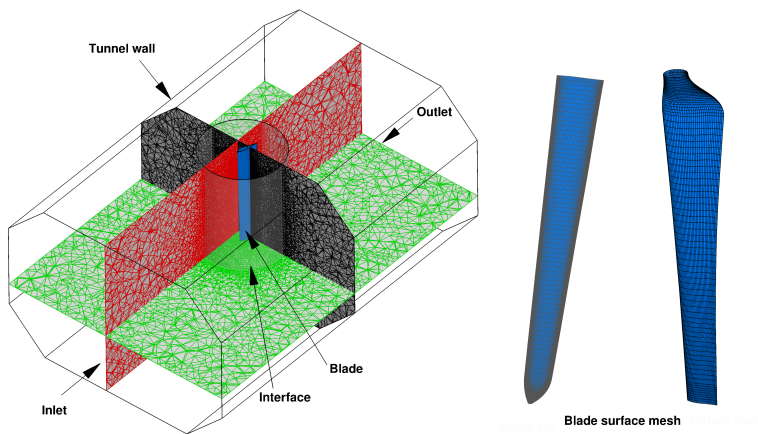 Tunnel wall
Outlet
Blade
Interface
Inlet
Blade surface mesh